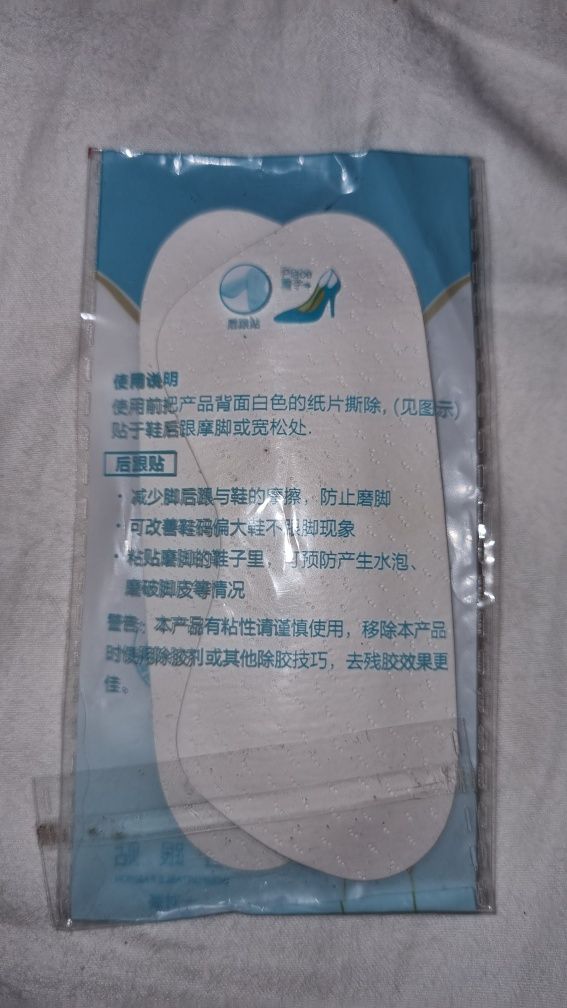 后跟贴
使用说明
使用前把产品背面白色的纸片撕除, (见图示)
贴于鞋后跟摩脚或宽松处.
后跟贴
· 减少脚后跟与鞋的摩擦，防止磨脚
· 可改善鞋码偏大鞋不跟脚现象
· 粘贴磨脚的鞋子里，可预防产生水泡、
磨破脚皮等情况
警告：本产品有粘性请谨慎使用，移除本产品
时使用除胶剂或其他除胶技巧，去残胶效果更
佳。